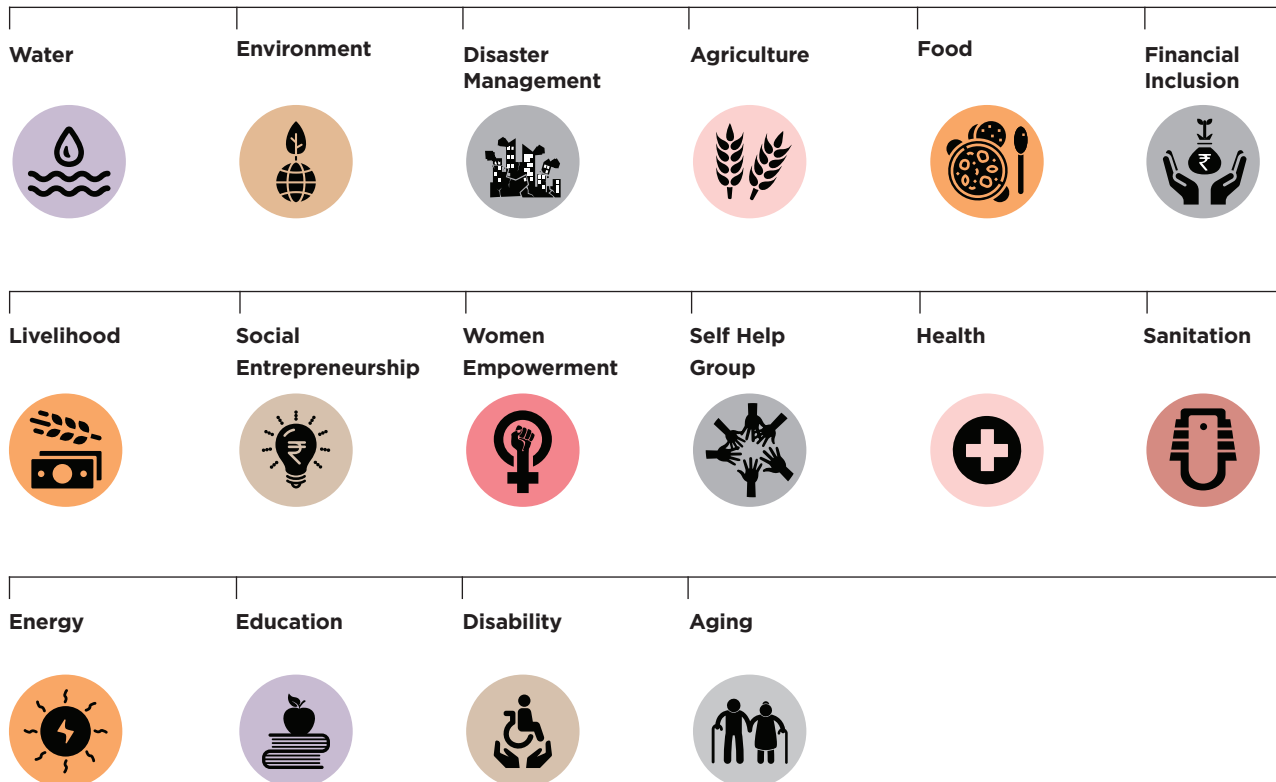 Water
Environment
Disaster
Management
Agriculture
Food
Financial
Inclusion
₹
Livelihood
Social
Entrepreneurship
Women
Empowerment
Self Help
Group
Health
Sanitation
₹
Energy
Education
Disability
Aging